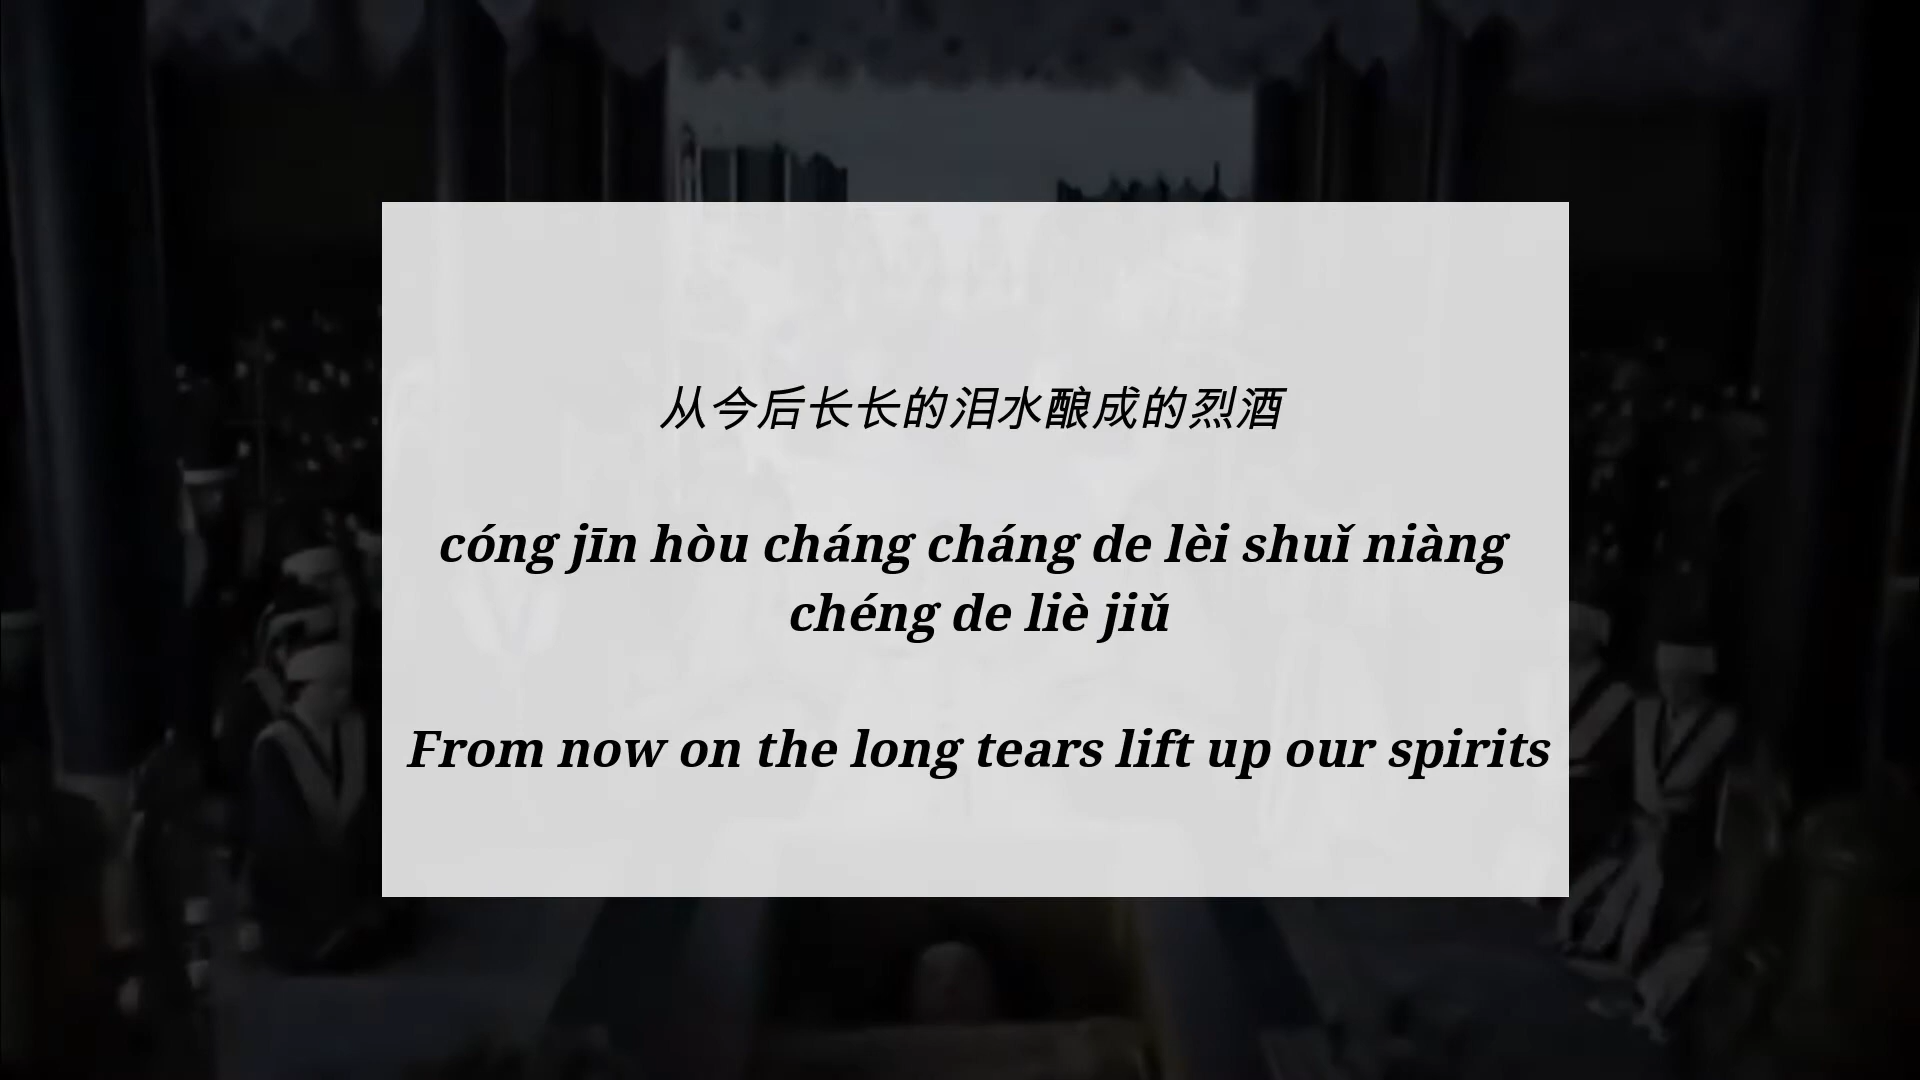 从今后长长的泪水酿成的烈酒
cóng jīn hòu cháng cháng de lèi shuǐ niàng
chéng de liè jiǔ
From now on the long tears lift up our spirits